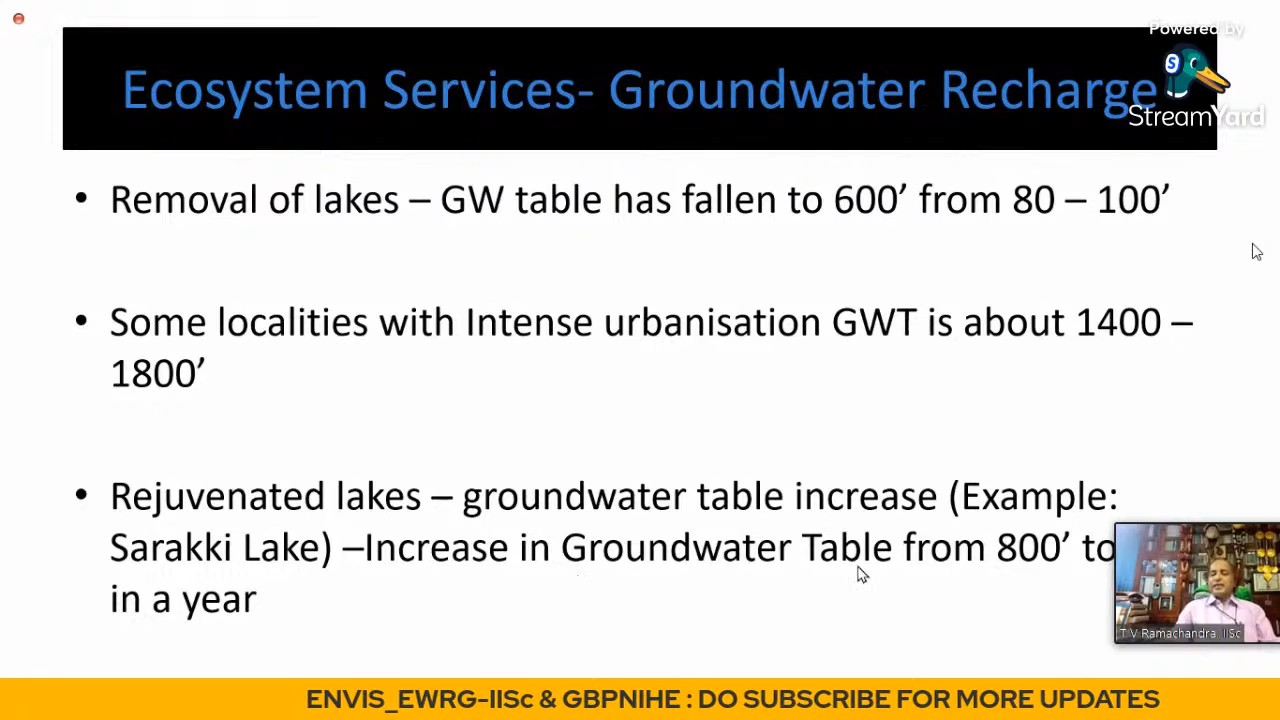 Powered by
StreamYard
Ecosystem Services- Groundwater Recharge
• Removal of lakes – GW table has fallen to 600’ from 80 – 100’
• Some localities with Intense urbanisation GWT is about 1400 –
1800’
• Rejuvenated lakes – groundwater table increase (Example:
Sarakki Lake) –Increase in Groundwater Table from 800’ to
in a year
T V Ramachandra, IISc
ENVIS_EWRG-IISc & GBPNIHE : DO SUBSCRIBE FOR MORE UPDATES